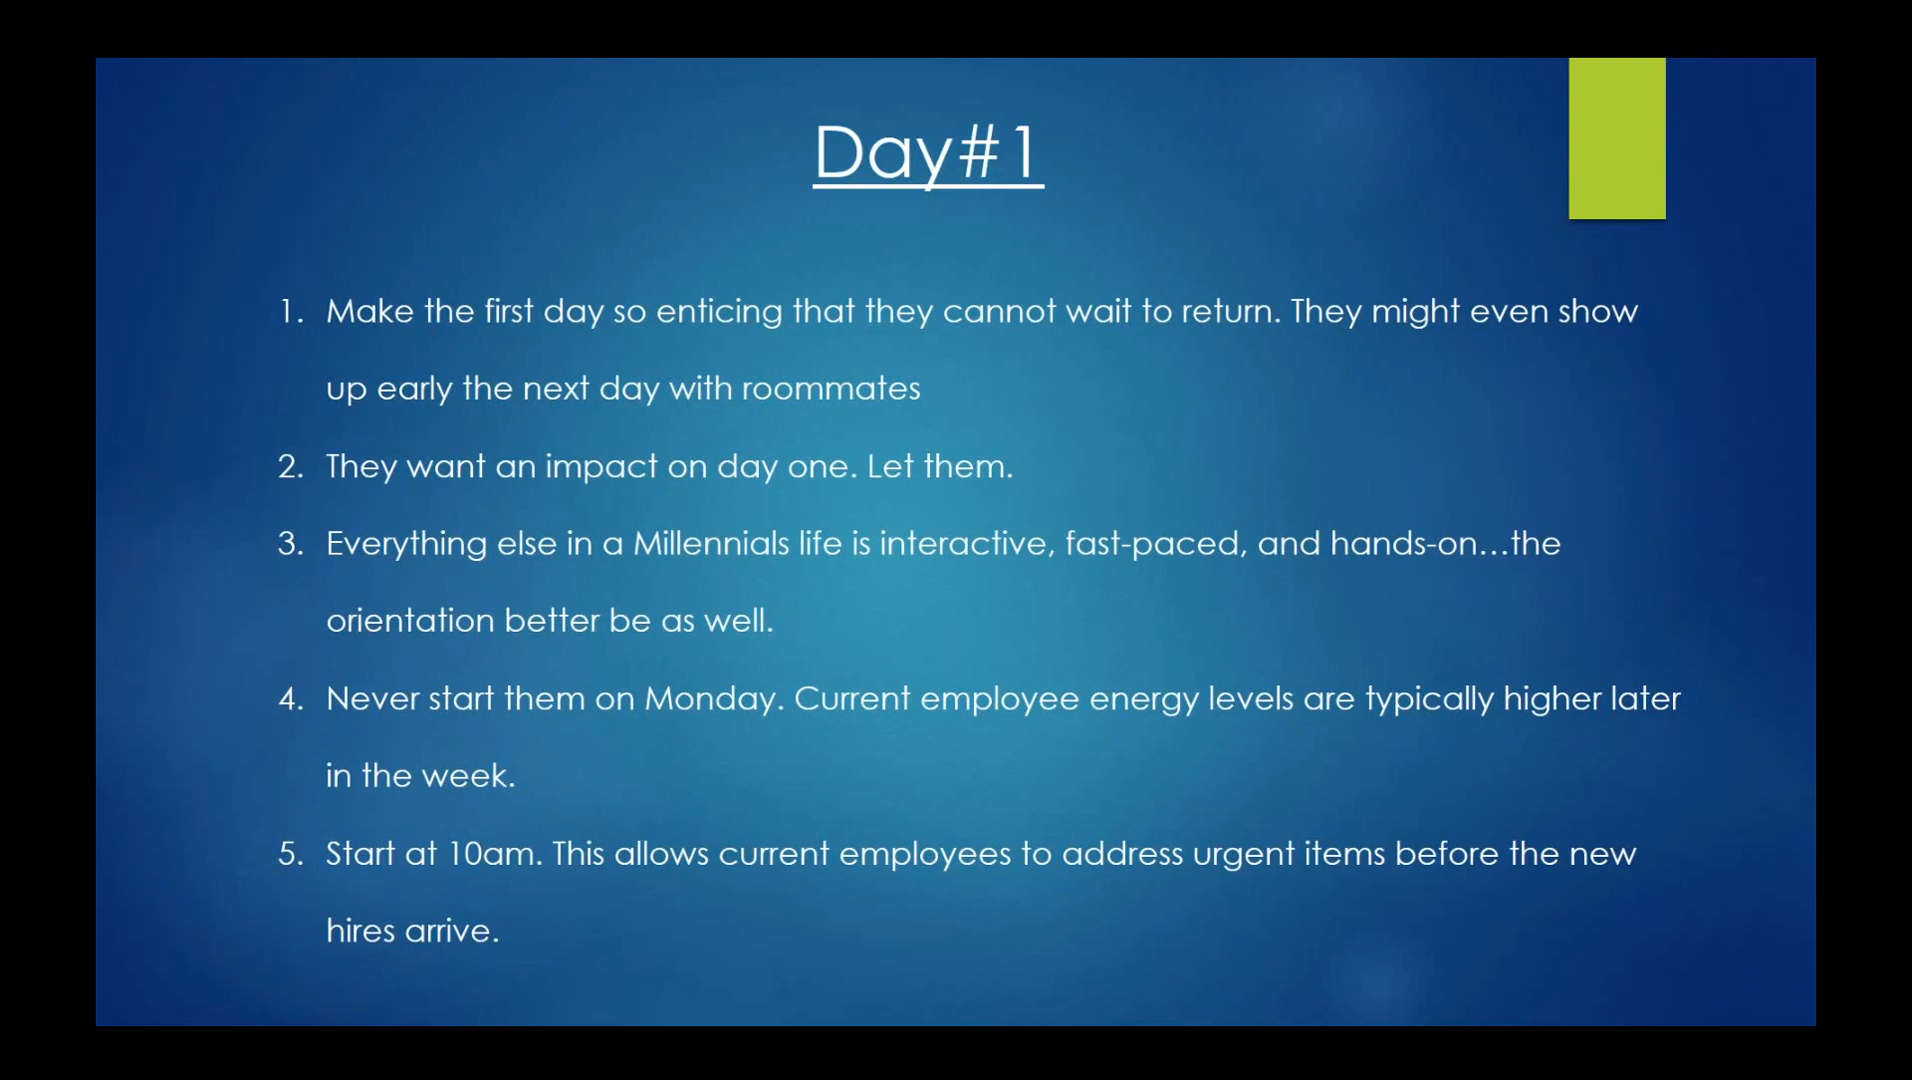 Day#1
1. Make the first day so enticing that they cannot wait to return. They might even show
up early the next day with roommates
2. They want an impact on day one. Let them.
3. Everything else in a Millennials life is interactive, fast-paced, and hands-on…the
orientation better be as well.
4. Never start them on Monday. Current employee energy levels are typically higher later
in the week.
5. Start at 10am. This allows current employees to address urgent items before the new
hires arrive.